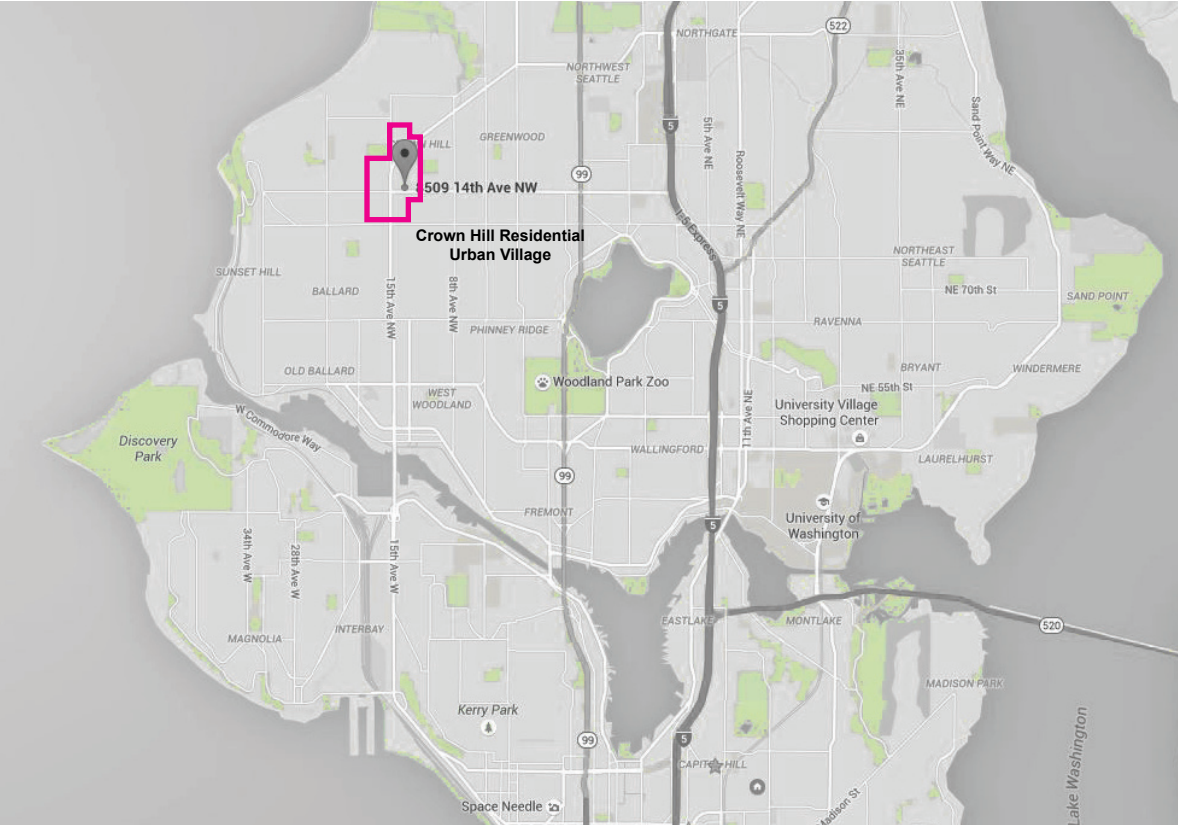 522
NORTHGATE
NORTHWEST
SEATTLE
35th Ave NE
5
5th Ave NE
Sand Point Way NE
GREENWOOD
HILL
Roosevelt Way NE
99
8509 14th Ave NW
I-5 Express
Crown Hill Residential
Urban Village
NORTHEAST
SEATTLE
SUNSET HILL
BALLARD
15th Ave NW
8th Ave NW
NE 70th St
SAND POINT
5
PHINNEY RIDGE
RAVENNA
OLD BALLARD
BRYANT
WINDERMERE
Woodland Park Zoo
NE 55th St
WEST
WOODLAND
University Village
Shopping Center
11th Ave NE
W Commodore Way
Discovery
Park
WALLINGFORD
LAURELHURST
99
FREMONT
5
University of
Washington
34th Ave W
28th Ave W
15th Ave W
MAGNOLIA
INTERBAY
EASTLAKE
MONTLAKE
520
MADISON PARK
Kerry Park
99
5
CAPITOL HILL
Lake Washington
Space Needle
Madison St